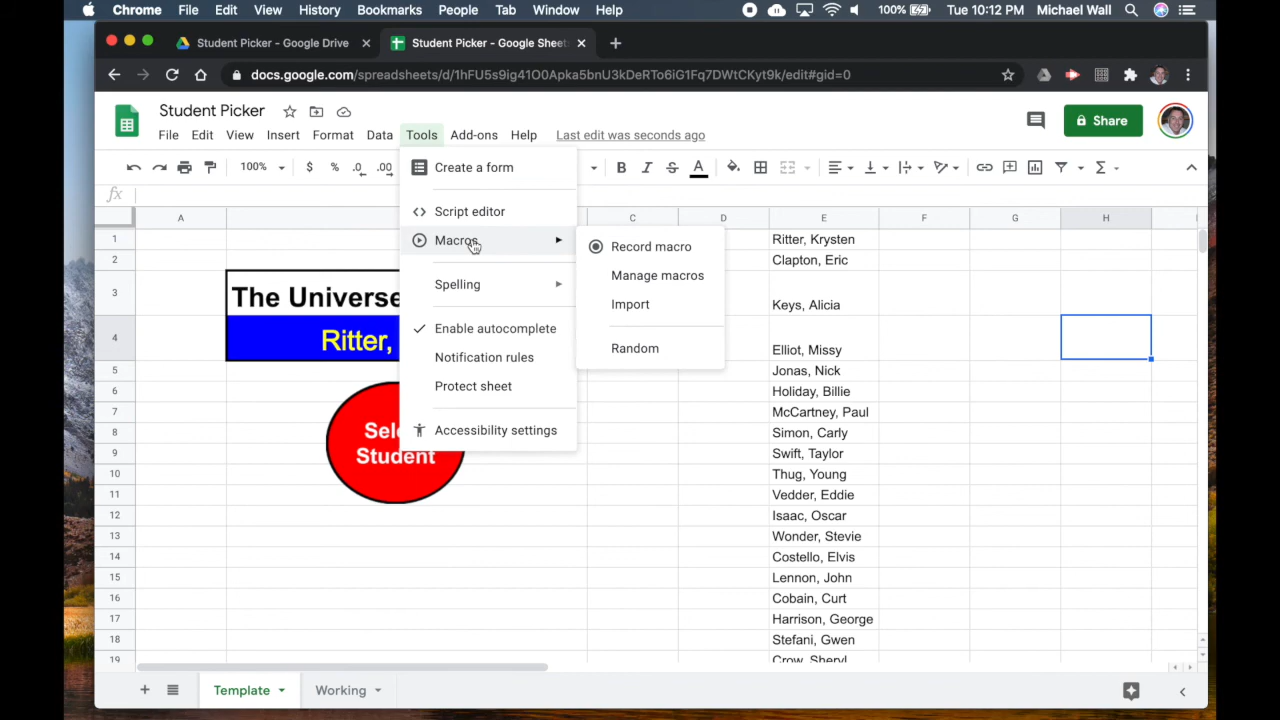 Chrome File Edit View History Bookmarks People Tab Window Help 100% Tue 10:12 PM Michael Wall
Student Picker - Google Drive Student Picker - Google Sheets
docs.google.com/spreadsheets/d/1hFU5s9ig41O0Apka5bnU3kDeRTo6iG1Fq7DWtCKyt9k/edit#gid=0
Student Picker
File Edit View Insert Format Data Tools Add-ons Help Last edit was seconds ago
Share
100% $ % .0 .00 B I S A
fx
Create a form
Script editor
Macros
Spelling
Enable autocomplete
Notification rules
Protect sheet
Accessibility settings
Record macro
Manage macros
Import
Random
A C D E F G H
1 Ritter, Krysten
2 Clapton, Eric
3 The Universe Keys, Alicia
4 Ritter, Elliot, Missy
5 Jonas, Nick
6 Holiday, Billie
7 McCartney, Paul
8 Sele Simon, Carly
9 Student Swift, Taylor
10 Thug, Young
11 Vedder, Eddie
12 Isaac, Oscar
13 Wonder, Stevie
14 Costello, Elvis
15 Lennon, John
16 Cobain, Curt
17 Harrison, George
18 Stefani, Gwen
19 Crow, Sheryl
Working